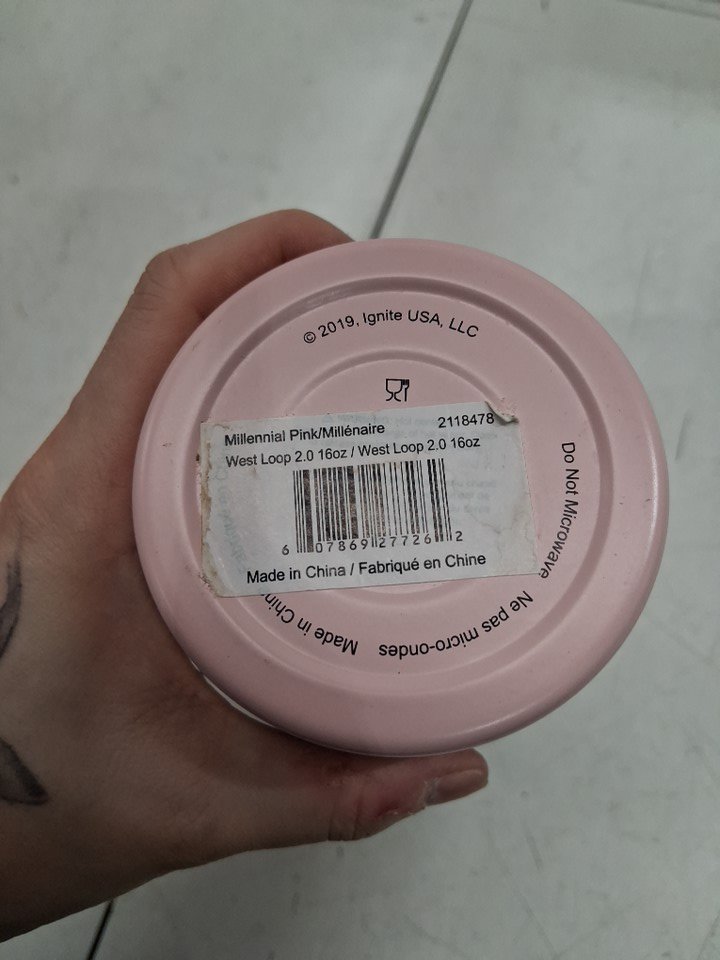 © 2019, Ignite USA, LLC
Millennial Pink/Millénaire 2118478
West Loop 2.0 16oz / West Loop 2.0 16oz
6 07869 27726 2
Made in China / Fabriqué en Chine
Do Not Microwave
Ne pas micro-ondes
Made in Chin